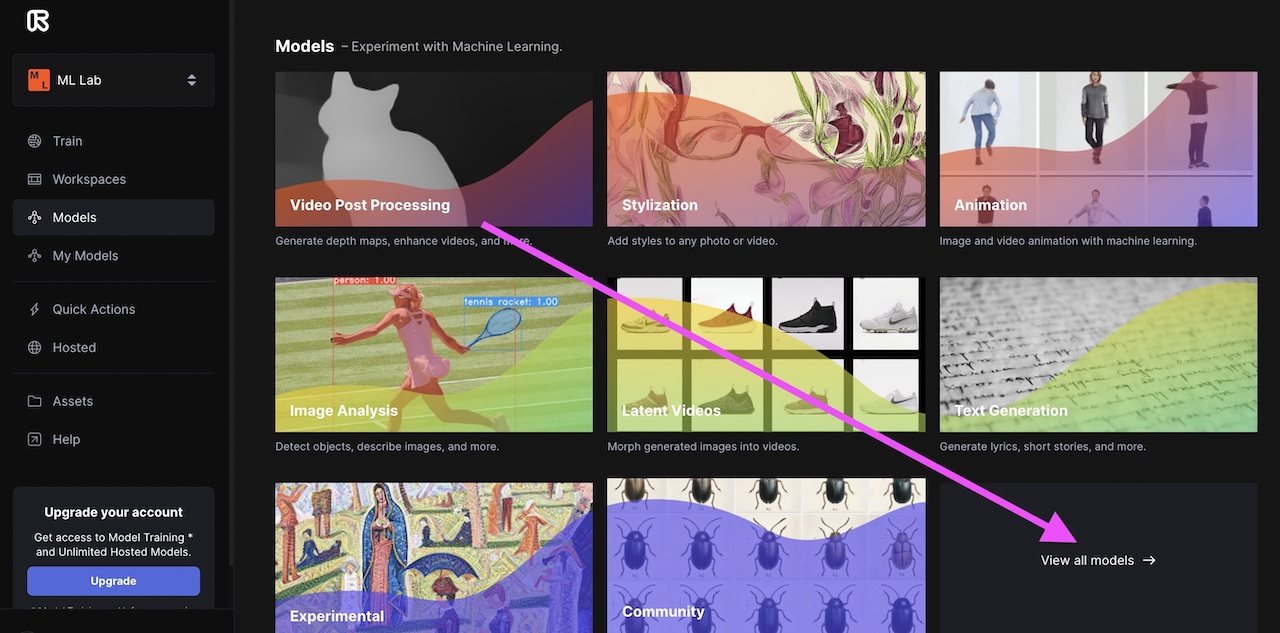 ML Lab
Train
Workspaces
Models
My Models
Quick Actions
Hosted
Assets
Help
Upgrade your account
Get access to Model Training *
and Unlimited Hosted Models.
Upgrade
Models – Experiment with Machine Learning.
Video Post Processing
Generate depth maps, enhance videos, and more.
Stylization
Add styles to any photo or video.
Animation
Image and video animation with machine learning.
person: 1.00
tennis racket: 1.00
Image Analysis
Detect objects, describe images, and more.
Latent Videos
Morph generated images into videos.
Text Generation
Generate lyrics, short stories, and more.
Experimental
Community
View all models →